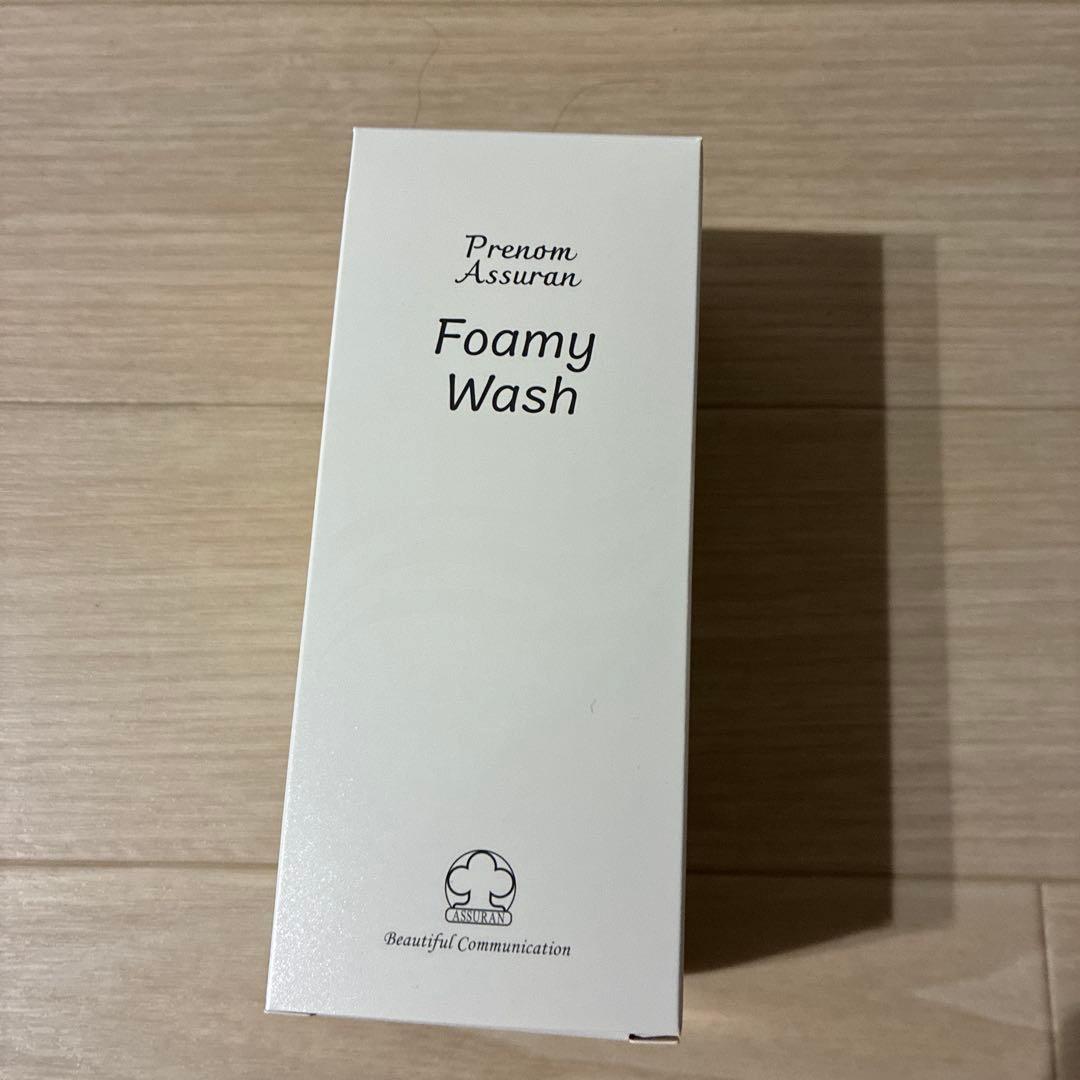 Prenom
Assuran
Foamy
Wash
ASSURAN
Beautiful Communication